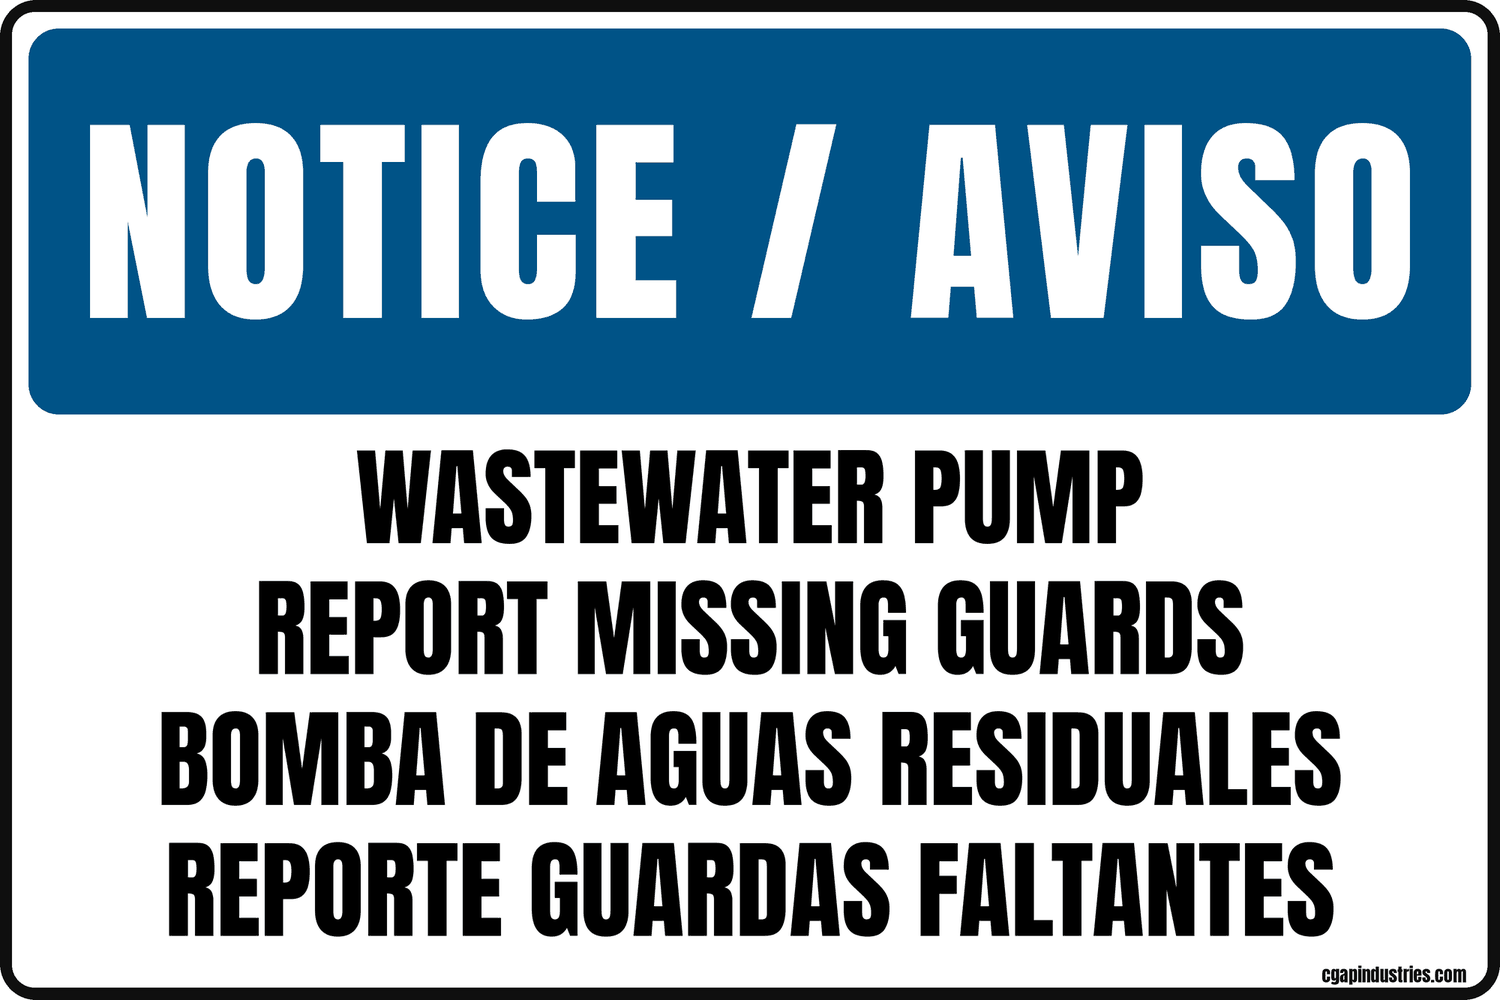 NOTICE / AVISO
WASTEWATER PUMP
REPORT MISSING GUARDS
BOMBA DE AGUAS RESIDUALES
REPORTE GUARDAS FALTANTES
cgapindustries.com